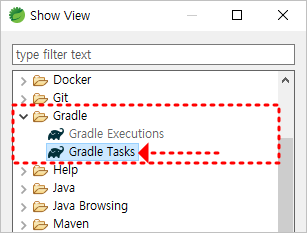 Show View
type filter text
Docker
Git
Gradle
Gradle Executions
Gradle Tasks
Help
Java
Java Browsing
Maven